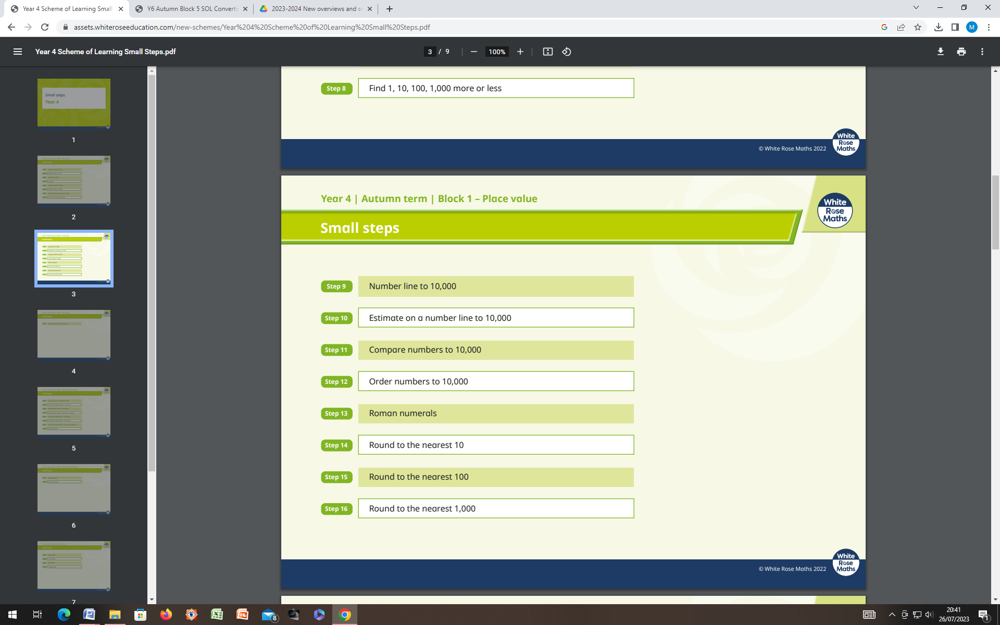 Year 4 Scheme of Learning Small
Y6 Autumn Block 5 SOL Converti
2023-2024 New overviews and sr
assets.whiteroseeducation.com/new-schemes/Year%204%20Scheme%20of%20Learning%20Small%20Steps.pdf
M
Year 4 Scheme of Learning Small Steps.pdf
3 / 9
100%
Small steps
Year 4
1
2
3
4
5
6
7
Step 8 Find 1, 10, 100, 1,000 more or less
© White Rose Maths 2022
White
Rose
Maths
Year 4 | Autumn term | Block 1 – Place value
White
Rose
Maths
Small steps
Step 9 Number line to 10,000
Step 10 Estimate on a number line to 10,000
Step 11 Compare numbers to 10,000
Step 12 Order numbers to 10,000
Step 13 Roman numerals
Step 14 Round to the nearest 10
Step 15 Round to the nearest 100
Step 16 Round to the nearest 1,000
© White Rose Maths 2022
White
Rose
Maths
8
20:41
26/07/2023
1